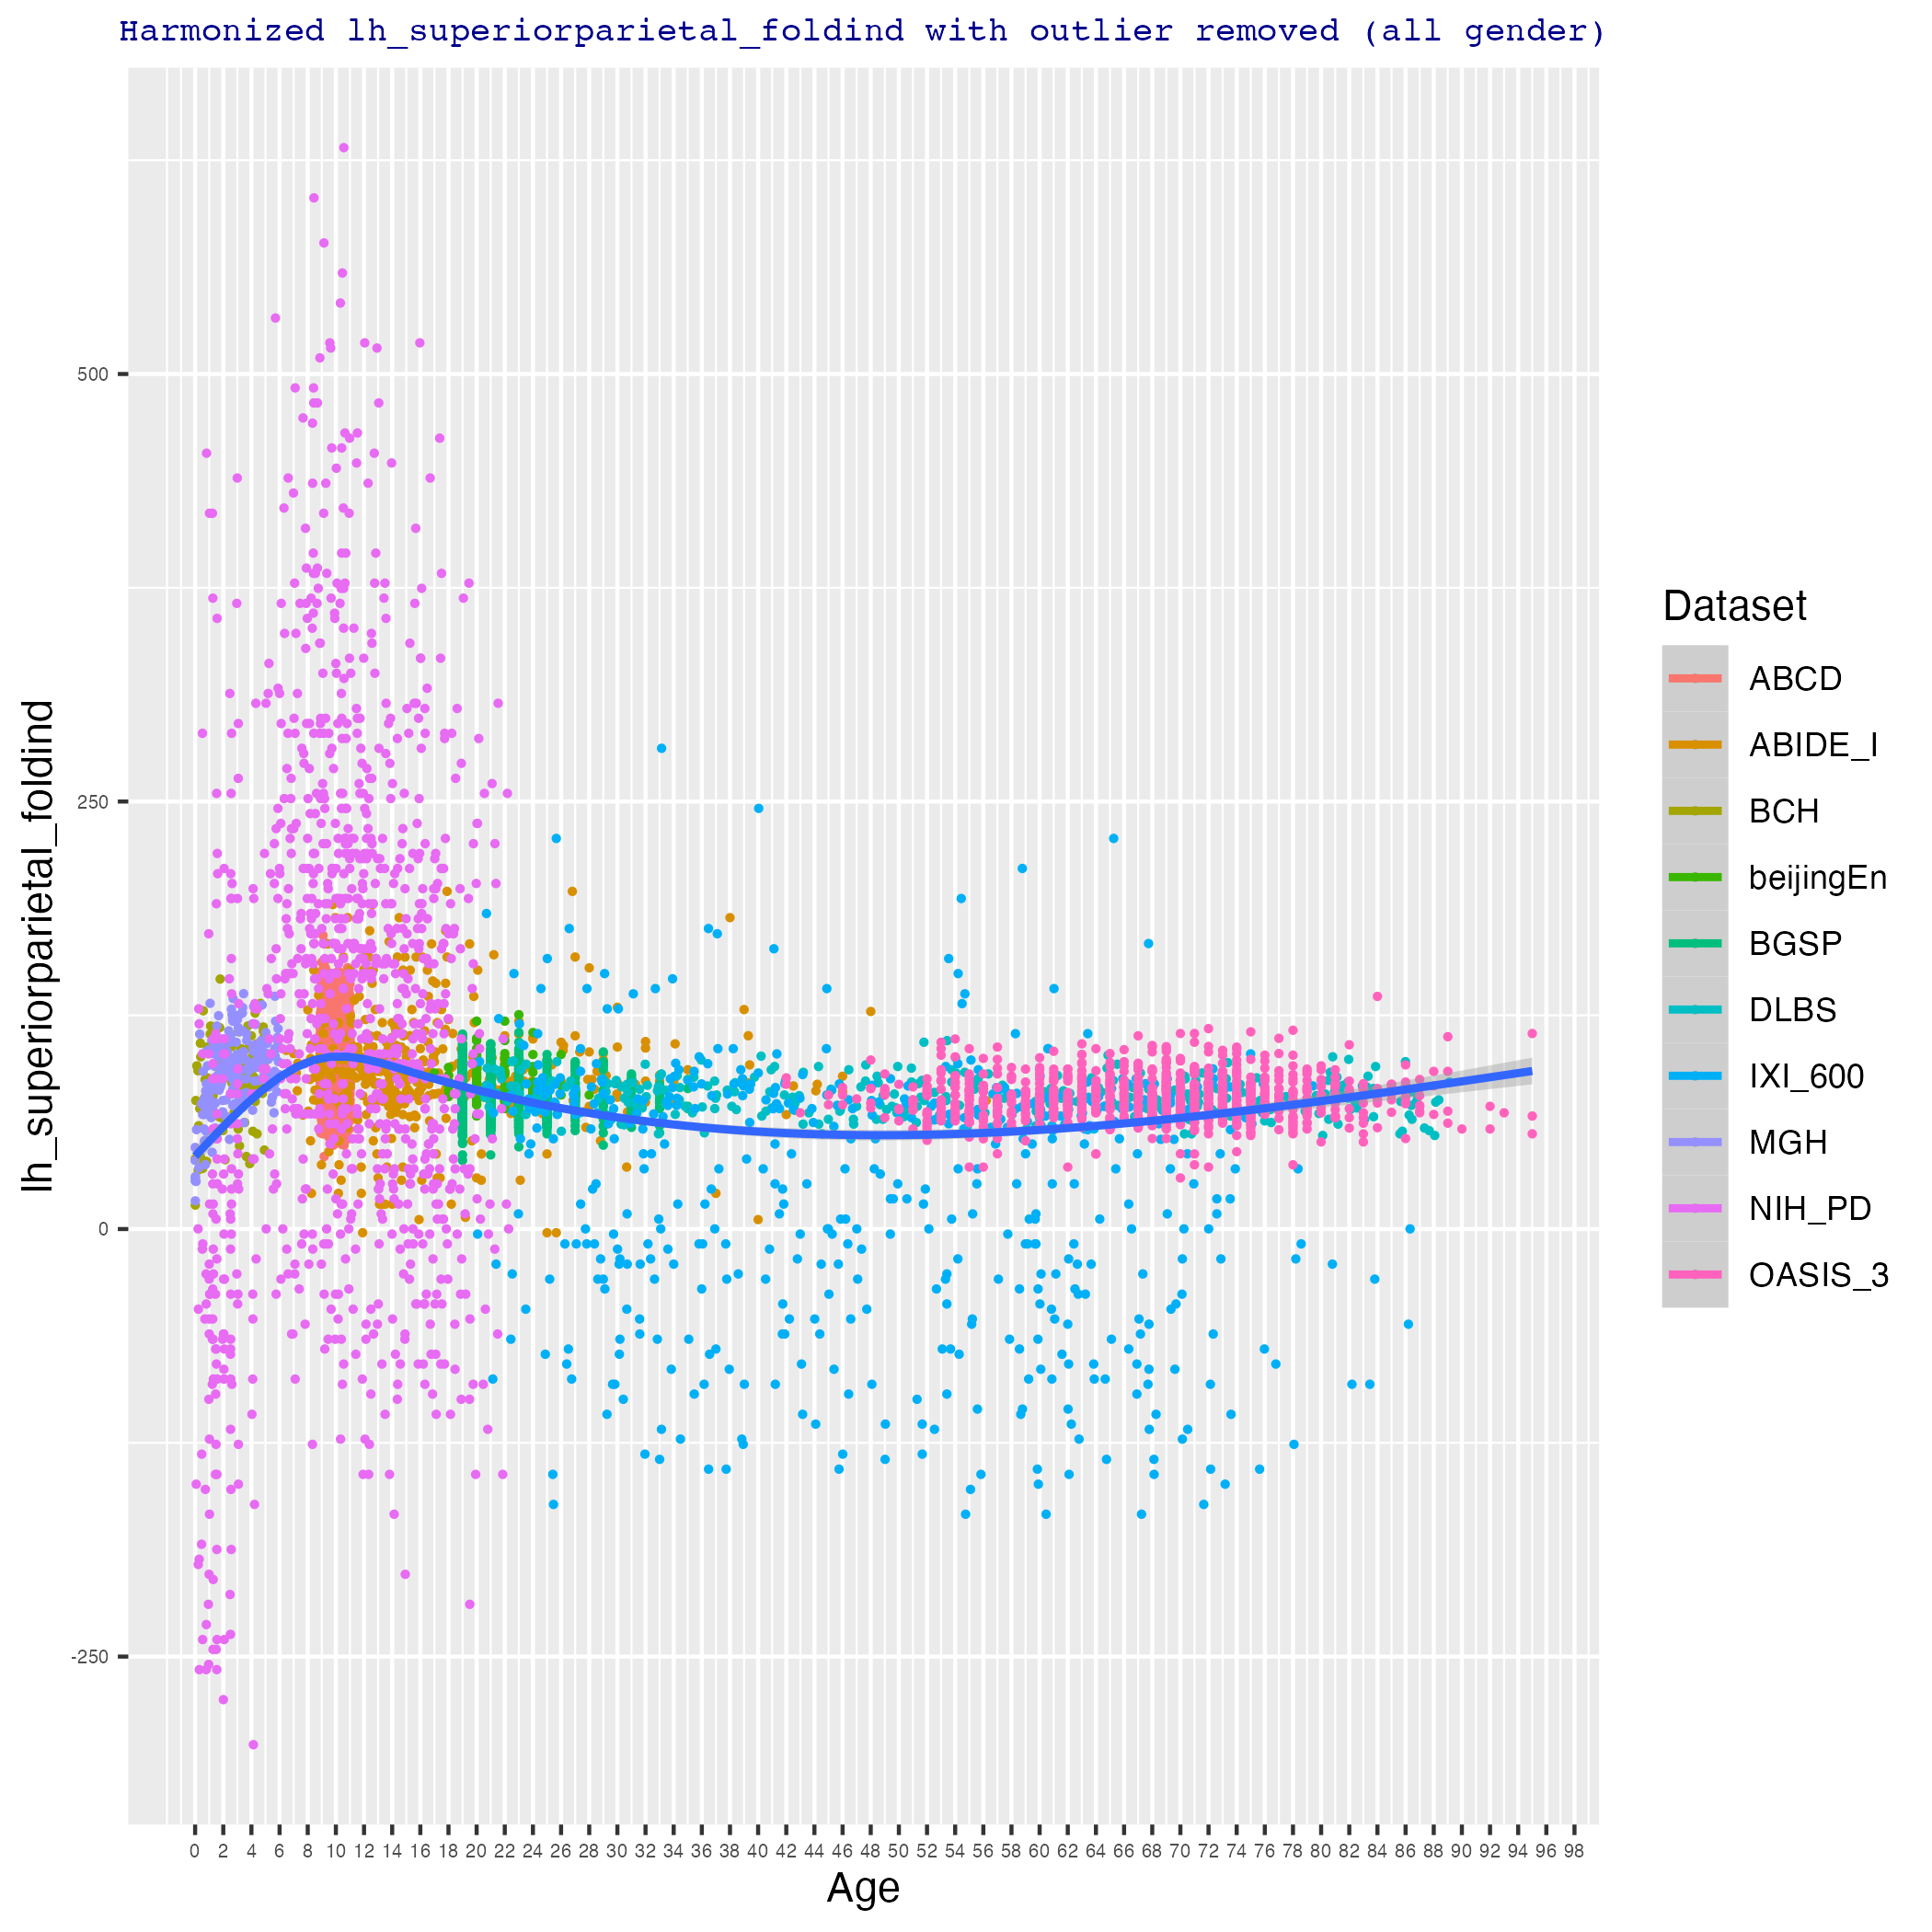 Harmonized lh_superiorparietal_foldind with outlier removed (all gender)
lh_superiorparietal_foldind
500
250
0
-250
0 2 4 6 8 10 12 14 16 18 20 22 24 26 28 30 32 34 36 38 40 42 44 46 48 50 52 54 56 58 60 62 64 66 68 70 72 74 76 78 80 82 84 86 88 90 92 94 96 98
Age
Dataset
ABCD
ABIDE_I
BCH
beijingEn
BGSP
DLBS
IXI_600
MGH
NIH_PD
OASIS_3